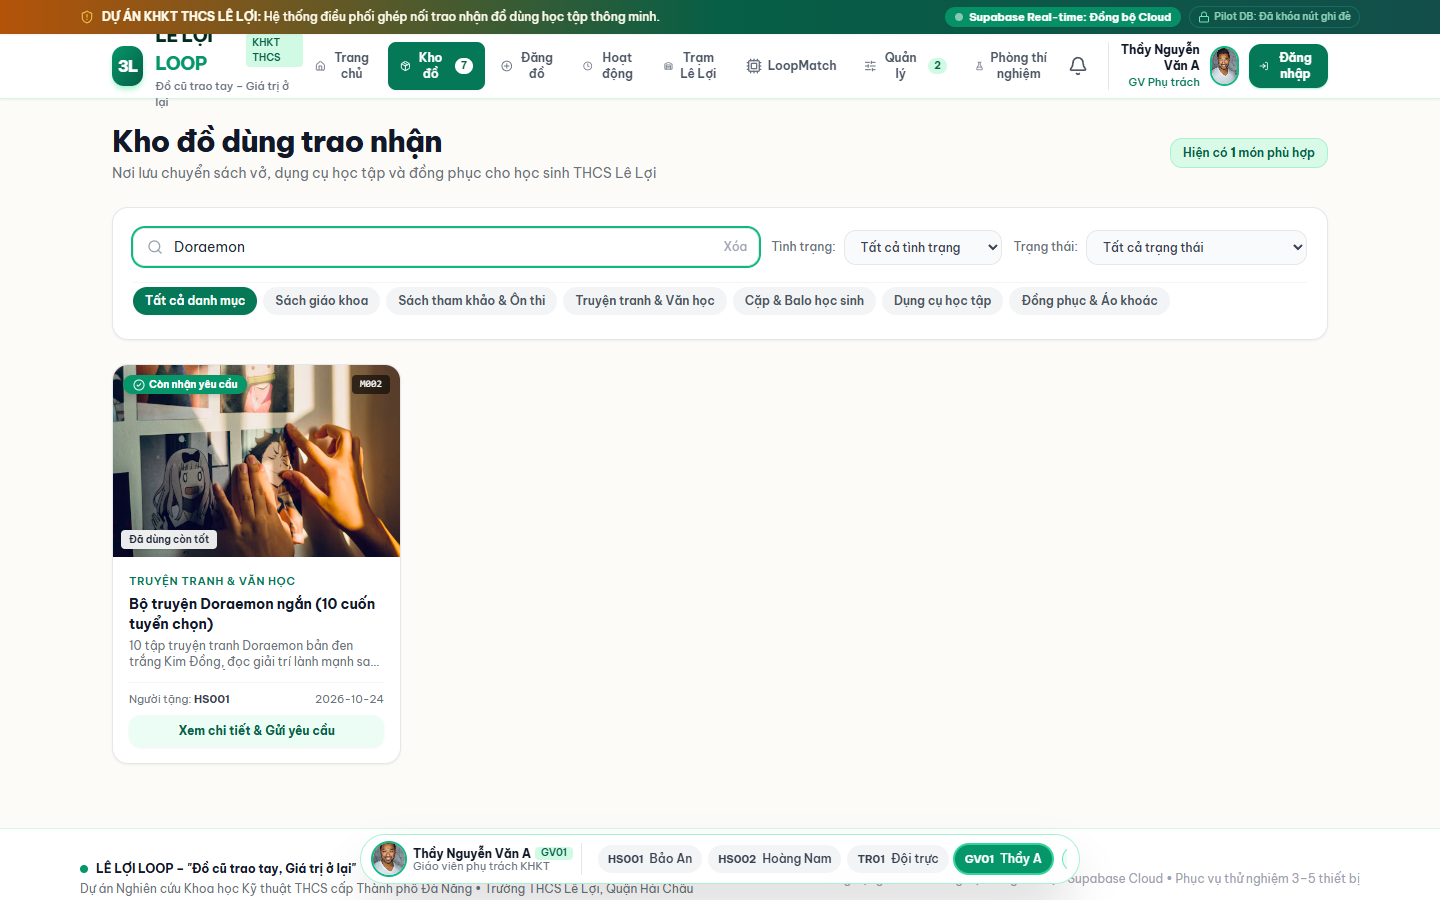 DỰ ÁN KHKT THCS LÊ LỢI: Hệ thống điều phối ghép nối trao nhận đồ dùng học tập thông minh.
Supabase Real-time: Đồng bộ Cloud
Pilot DB: Đã khóa nút ghi đè
3L
LÊ LỢI
LOOP
KHKT
THCS
Đồ cũ trao tay – Giá trị ở
lại
Trang
chủ
Kho
đồ
7
Đăng
đồ
Hoạt
động
Trạm
Lê Lợi
LoopMatch
Quản
lý
2
Phòng thí
nghiệm
Thầy Nguyễn
Văn A
GV Phụ trách
Đăng
nhập
Kho đồ dùng trao nhận
Nơi lưu chuyển sách vở, dụng cụ học tập và đồng phục cho học sinh THCS Lê Lợi
Hiện có 1 món phù hợp
Doraemon
Xóa
Tình trạng:
Tất cả tình trạng
Trạng thái:
Tất cả trạng thái
Tất cả danh mục
Sách giáo khoa
Sách tham khảo & Ôn thi
Truyện tranh & Văn học
Cặp & Balo học sinh
Dụng cụ học tập
Đồng phục & Áo khoác
Còn nhận yêu cầu
M002
Đã dùng còn tốt
TRUYỆN TRANH & VĂN HỌC
Bộ truyện Doraemon ngắn (10 cuốn
tuyển chọn)
10 tập truyện tranh Doraemon bản đen
trắng Kim Đồng, đọc giải trí lành mạnh sa...
Người tặng: HS001
2026-10-24
Xem chi tiết & Gửi yêu cầu
LÊ LỢI LOOP – "Đồ cũ trao tay, Giá trị ở lại"
Dự án Nghiên cứu Khoa học Kỹ thuật THCS cấp Thành phố Đà Nẵng • Trường THCS Lê Lợi, Quận Hải Châu
Thầy Nguyễn Văn A
GV01
Giáo viên phụ trách KHKT
HS001 Bảo An
HS002 Hoàng Nam
TR01 Đội trực
GV01 Thầy A
Supabase Cloud • Phục vụ thử nghiệm 3–5 thiết bị